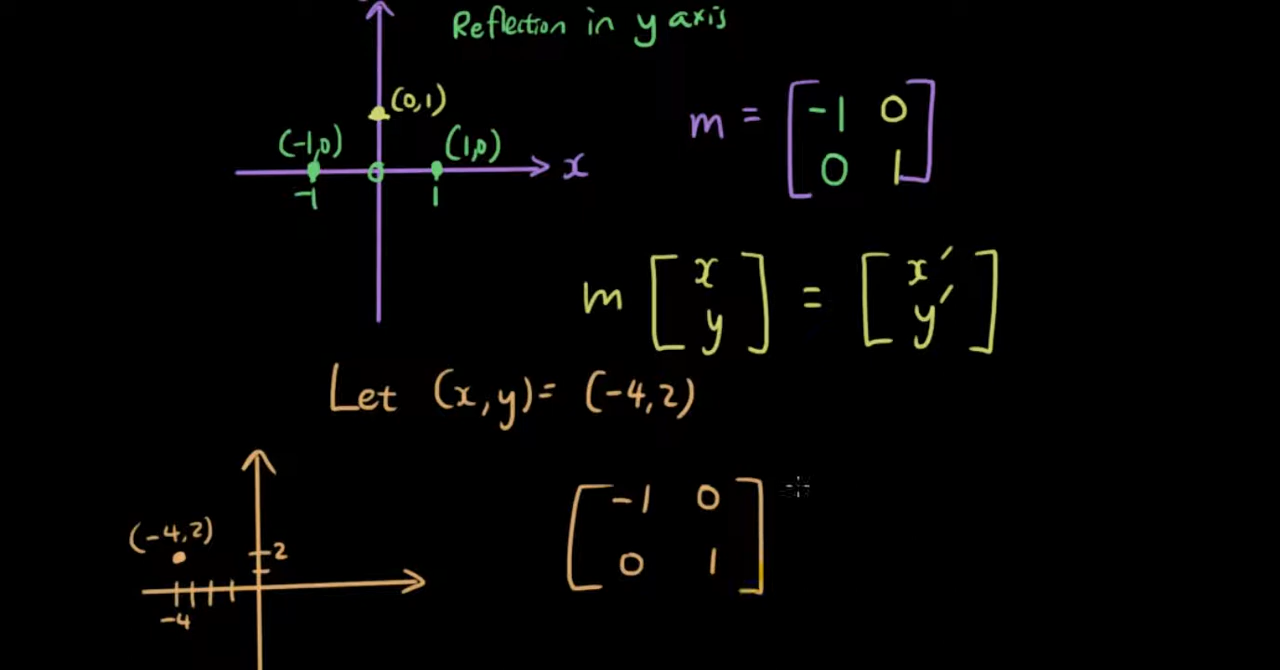 Reflection in y axis
(0,1)
(-1,0) (1,0)
0 x
-1 1
m = [-1 0
0 1]
m [x
y] = [x′
y′]
Let (x,y)= (-4,2)
(-4,2)
2
-4
[-1 0
0 1]